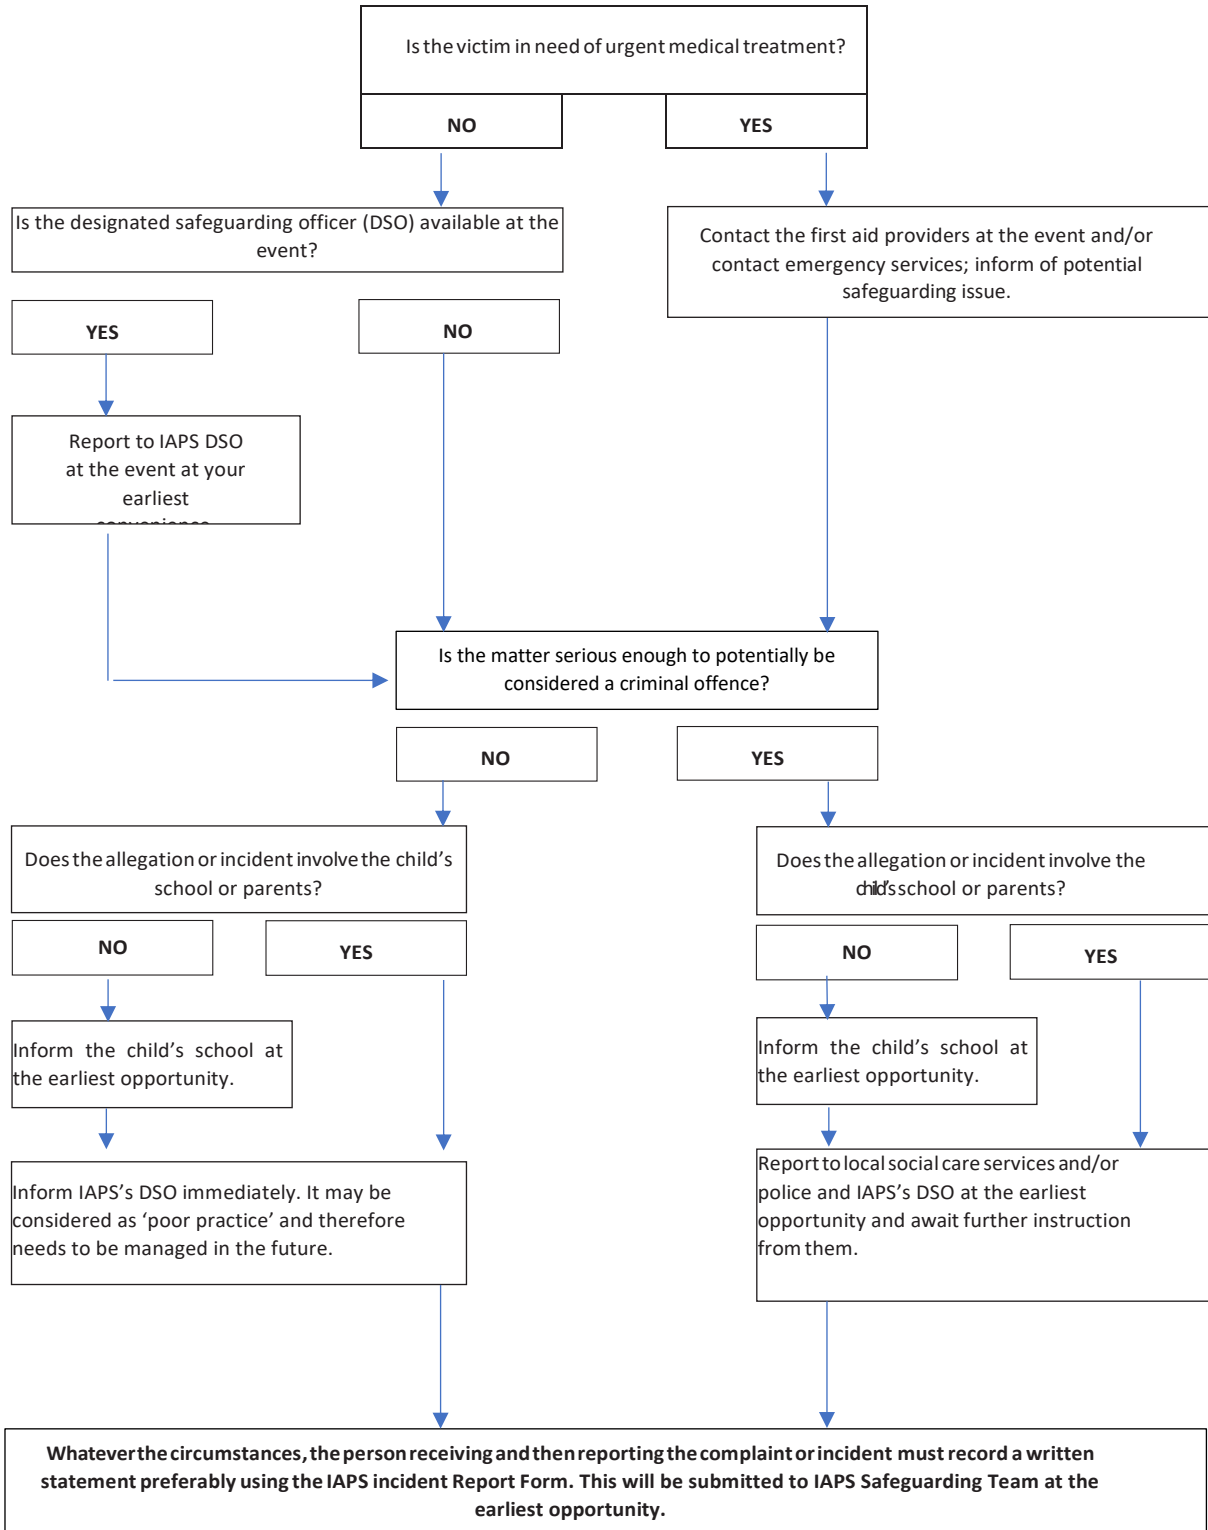 Is the victim in need of urgent medical treatment?
NO
YES
Is the designated safeguarding officer (DSO) available at the
event?
Contact the first aid providers at the event and/or
contact emergency services; inform of potential
safeguarding issue.
YES
NO
Report to IAPS DSO
at the event at your
earliest
convenience
Is the matter serious enough to potentially be
considered a criminal offence?
NO
YES
Does the allegation or incident involve the child’s
school or parents?
Does the allegation or incident involve the
child’s school or parents?
NO
YES
NO
YES
Inform the child’s school at
the earliest opportunity.
Inform the child’s school at
the earliest opportunity.
Inform IAPS’s DSO immediately. It may be
considered as ‘poor practice’ and therefore
needs to be managed in the future.
Report to local social care services and/or
police and IAPS’s DSO at the earliest
opportunity and await further instruction
from them.
Whatever the circumstances, the person receiving and then reporting the complaint or incident must record a written
statement preferably using the IAPS incident Report Form. This will be submitted to IAPS Safeguarding Team at the
earliest opportunity.